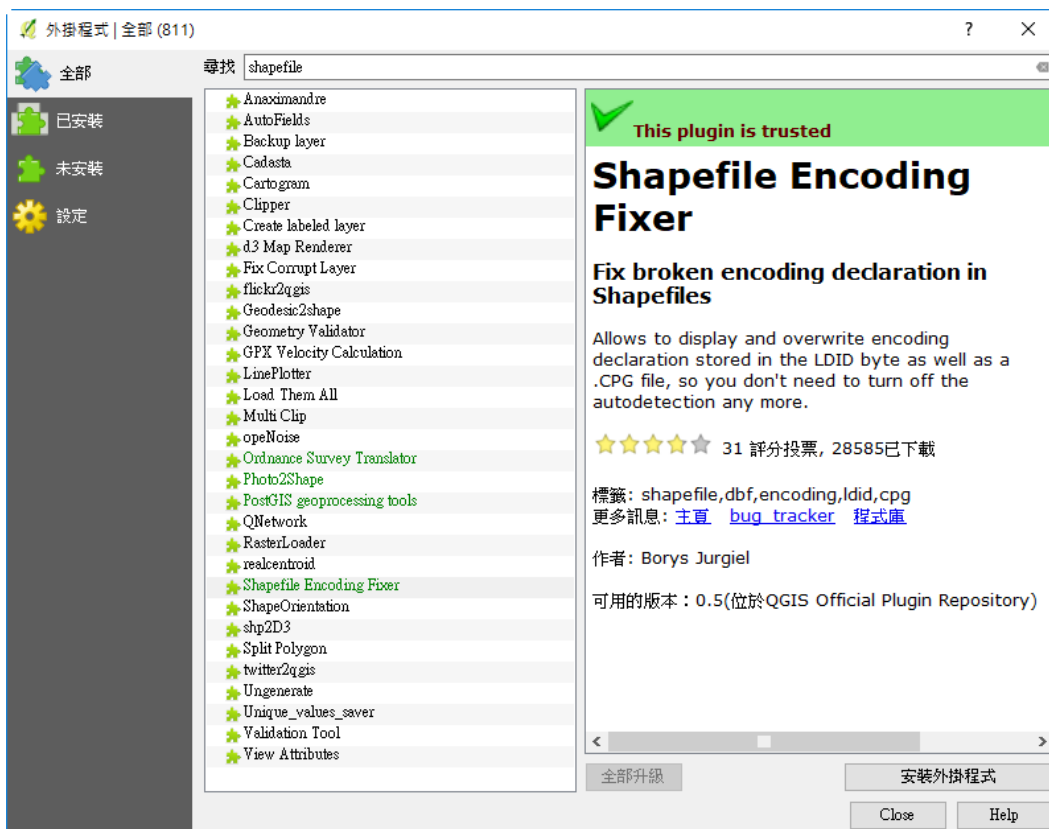 外掛程式 | 全部 (811)
?
全部
已安裝
未安裝
設定
尋找 shapefile
Anaximandre
AutoFields
Backup layer
Cadasta
Cartogram
Clipper
Create labeled layer
d3 Map Renderer
Fix Corrupt Layer
flickr2qgis
Geodesic2shape
Geometry Validator
GPX Velocity Calculation
LinePlotter
Load Them All
Multi Clip
opeNoise
Ordnance Survey Translator
Photo2Shape
PostGIS geoprocessing tools
QNetwork
RasterLoader
realcentroid
Shapefile Encoding Fixer
ShapeOrientation
shp2D3
Split Polygon
twitter2qgis
Ungenerate
Unique_values_saver
Validation Tool
View Attributes
This plugin is trusted
Shapefile Encoding
Fixer
Fix broken encoding declaration in
Shapefiles
Allows to display and overwrite encoding
declaration stored in the LDID byte as well as a
.CPG file, so you don't need to turn off the
autodetection any more.
31 評分投票, 28585已下載
標籤: shapefile,dbf,encoding,ldid,cpg
更多訊息: 主頁 bug tracker 程式庫
作者: Borys Jurgiel
可用的版本：0.5(位於QGIS Official Plugin Repository)
全部升級
安裝外掛程式
Close
Help